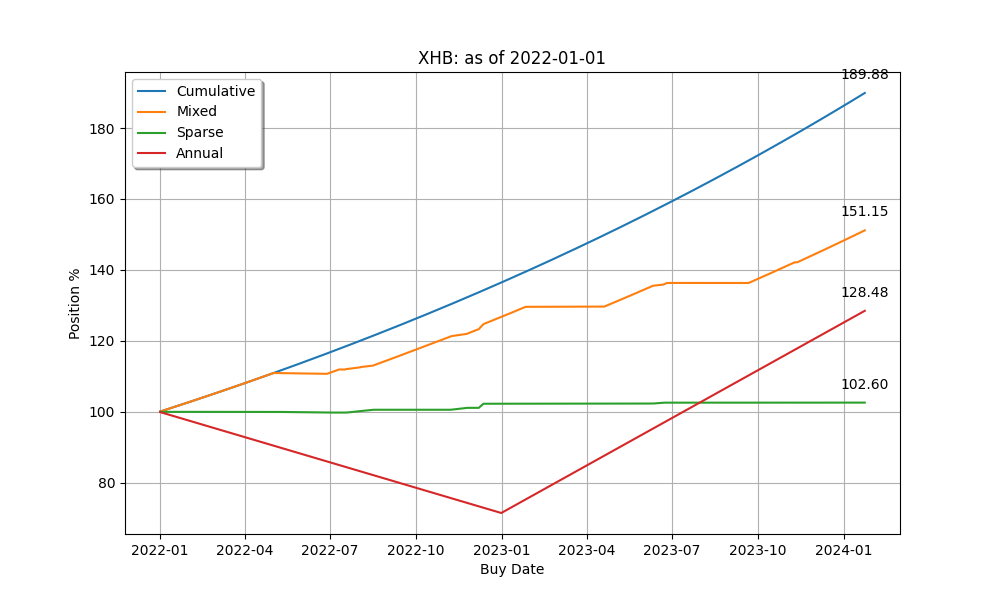 XHB: as of 2022-01-01
189.88
Cumulative
Mixed
Sparse
Annual
180
160
151.15
140
128.48
120
102.60
100
80
Position %
2022-01 2022-04 2022-07 2022-10 2023-01 2023-04 2023-07 2023-10 2024-01
Buy Date